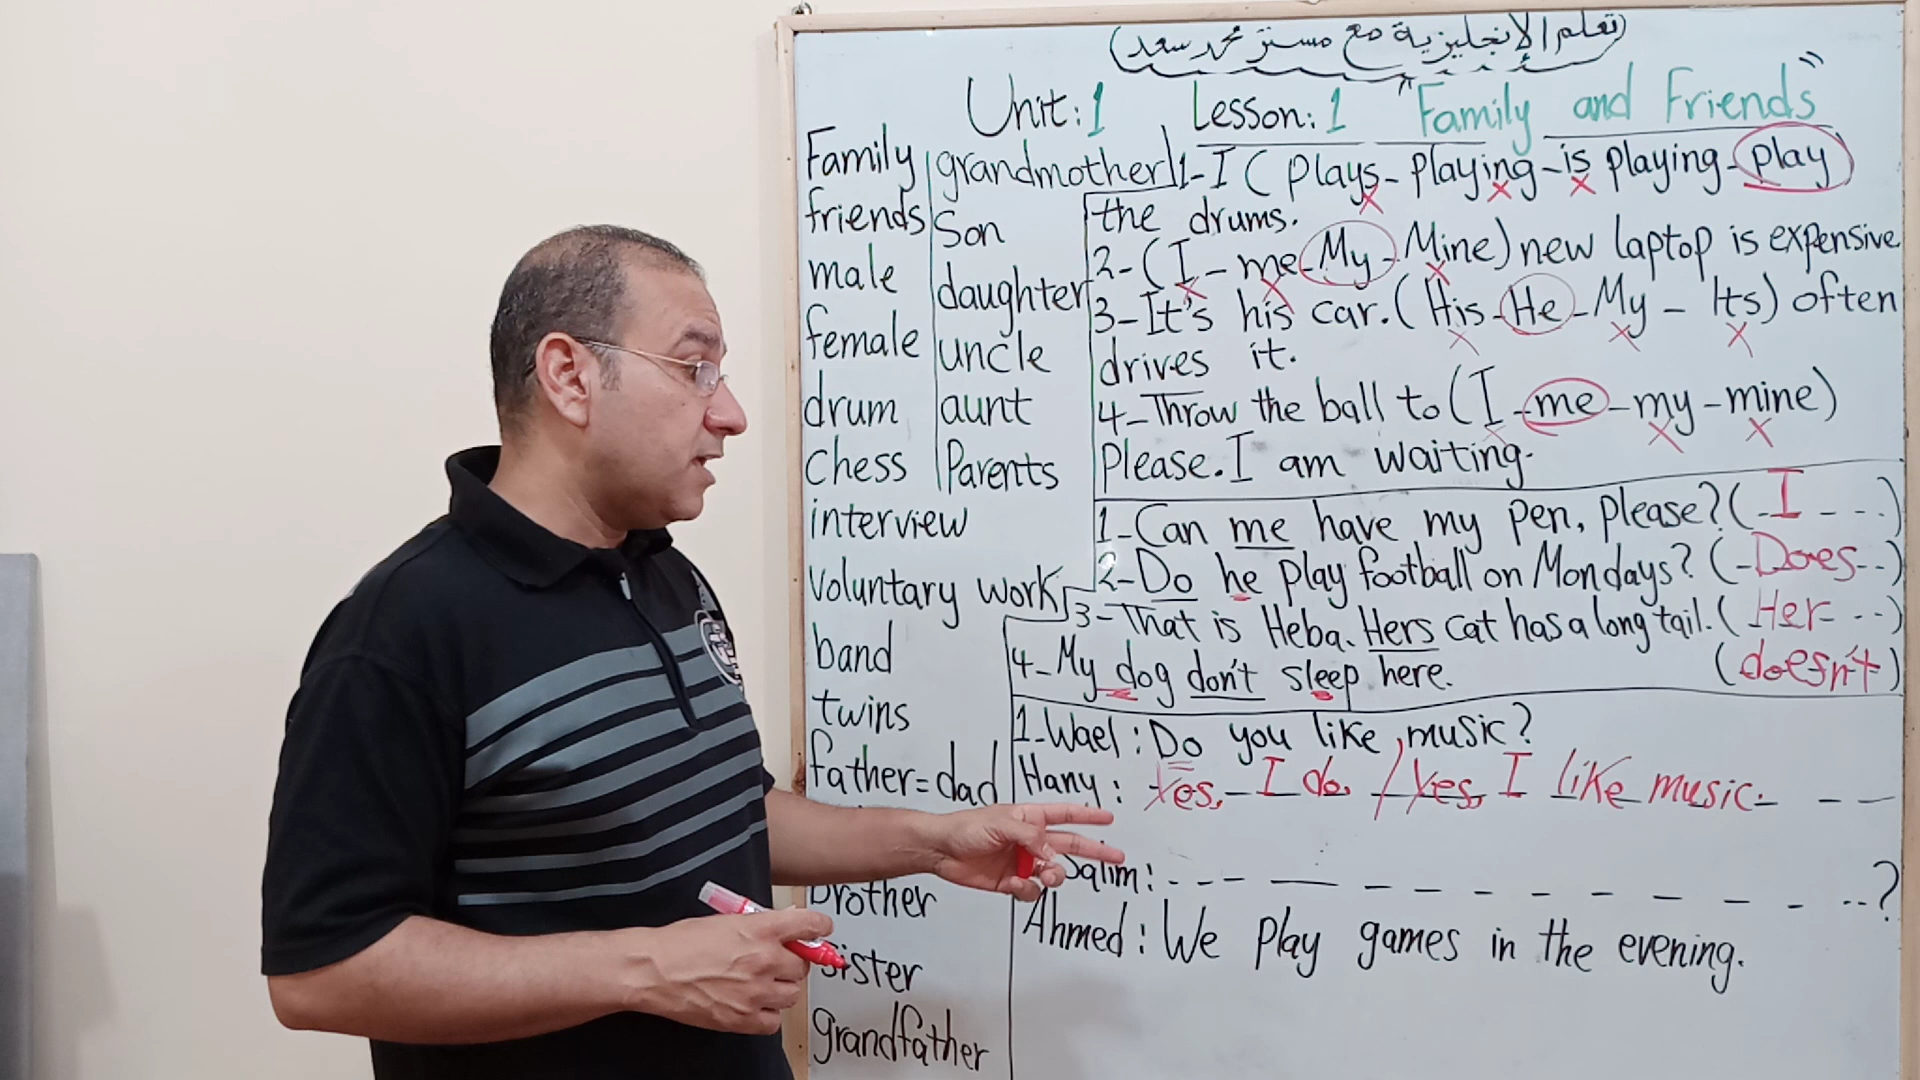 (تعلم الإنجليزية مع مستر محمد سعد)
Unit:1 Lesson:1 "Family and Friends"
Family
friends
male
female
drum
chess
interview
voluntary work
band
twins
father=dad
brother
sister
grandfather
grandmother
son
daughter
uncle
aunt
Parents
1-I (plays-playing-is playing-play
the drums.
2-(I-me-My-Mine) new laptop is expensive.
3-It's his car.(His-He-My-Its) often
drives it.
4-Throw the ball to (I-me-my-mine)
please. I am waiting.
1-Can me have my pen, please? (-I---)
2-Do he play football on Mondays? (-Does--)
3-That is Heba. Hers cat has a long tail. (Her---)
4-My dog don't sleep here. (doesn't)
1-Wael: Do you like music?
Hany: Yes, I do. / Yes, I like music.
Salim: ------------?
Ahmed: We play games in the evening.